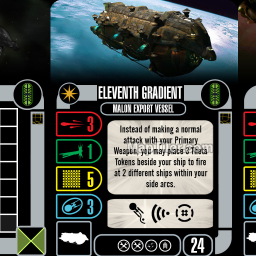 ELEVENTH GRADIENT
MALON EXPORT VESSEL
3
1
5
3
Instead of making a normal
attack with your Primary
Weapon, you may place 3 Theta
Tokens beside your ship to fire
at 2 different ships within your
side arcs.
24